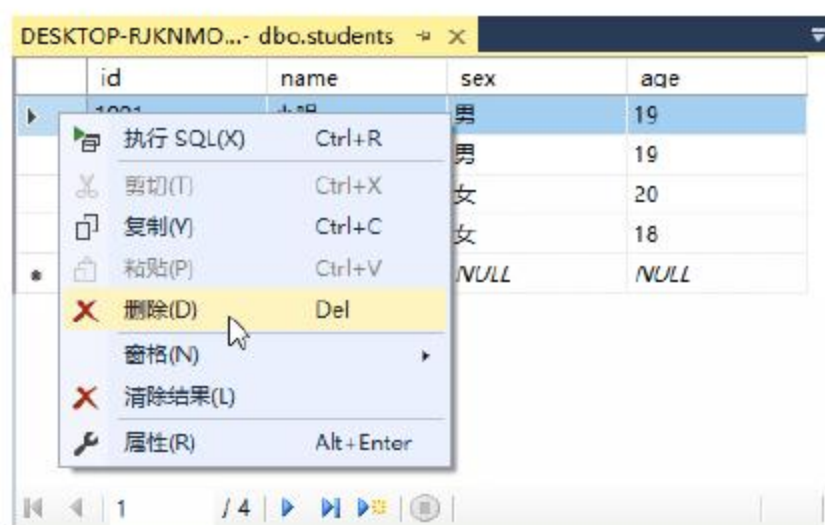 DESKTOP-RJKNMO...- dbo.students
id name sex age
男 19
执行 SQL(X) Ctrl+R
男 19
剪切(T) Ctrl+X
女 20
复制(Y) Ctrl+C
女 18
粘贴(P) Ctrl+V
NULL NULL
删除(D) Del
窗格(N)
清除结果(L)
属性(R) Alt+Enter
1 / 4